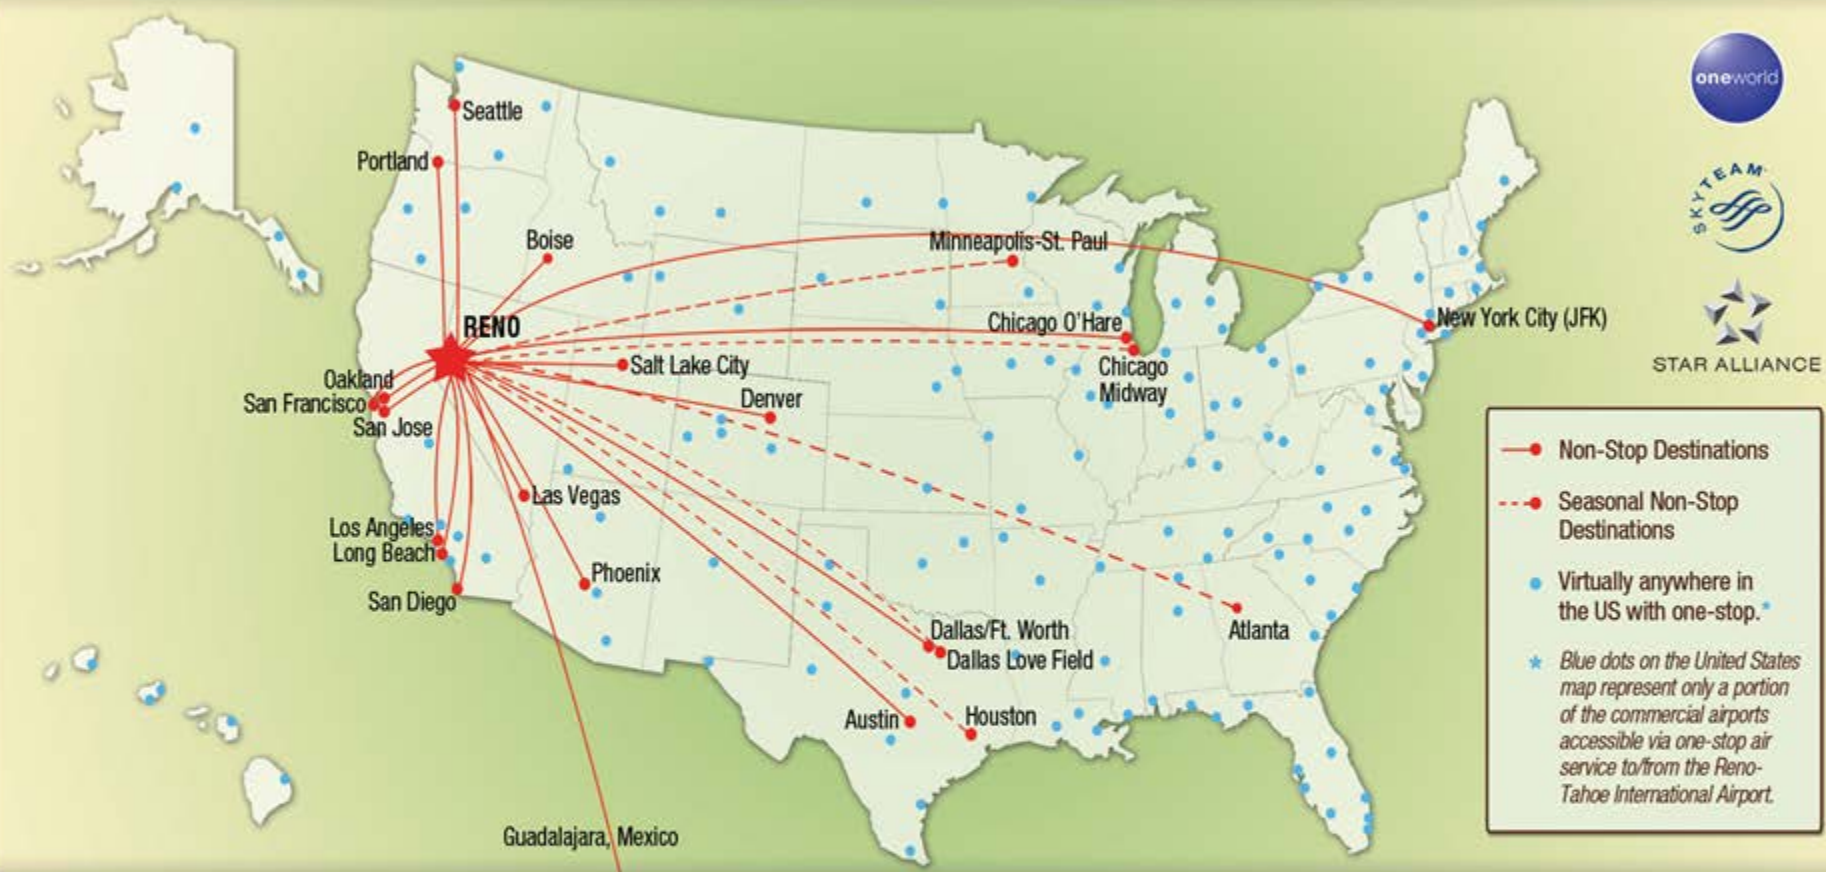 oneworld
SKYTEAM
STAR ALLIANCE
Seattle
Portland
Boise
Minneapolis-St. Paul
RENO
Chicago O'Hare
New York City (JFK)
Salt Lake City
Chicago
Midway
Oakland
San Francisco
San Jose
Denver
Las Vegas
Los Angeles
Long Beach
Phoenix
San Diego
Dallas/Ft. Worth
Dallas Love Field
Atlanta
Austin
Houston
Guadalajara, Mexico
Non-Stop Destinations
Seasonal Non-Stop
Destinations
Virtually anywhere in
the US with one-stop.*
* Blue dots on the United States
map represent only a portion
of the commercial airports
accessible via one-stop air
service to/from the Reno-
Tahoe International Airport.